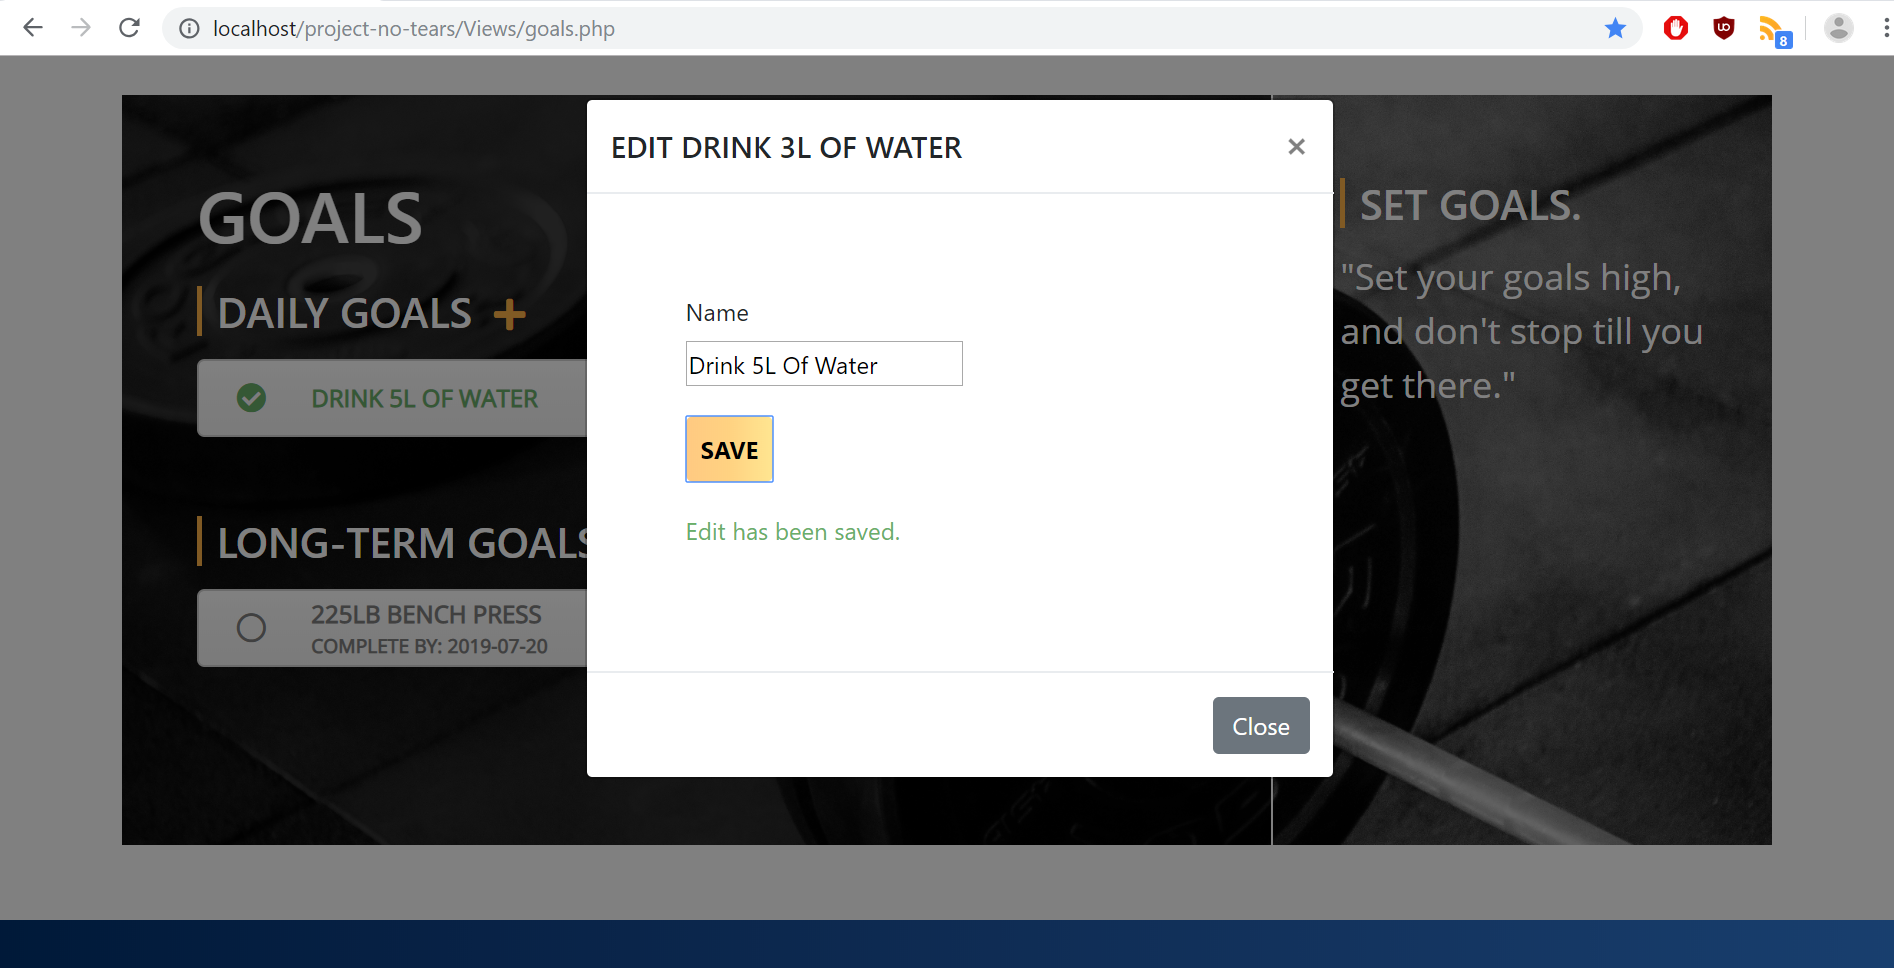 localhost/project-no-tears/Views/goals.php
8
EDIT DRINK 3L OF WATER
×
Name
Drink 5L Of Water
SAVE
Edit has been saved.
Close
GOALS
DAILY GOALS
DRINK 5L OF WATER
LONG-TERM GOALS
225LB BENCH PRESS
COMPLETE BY: 2019-07-20
SET GOALS.
"Set your goals high,
and don't stop till you
get there."